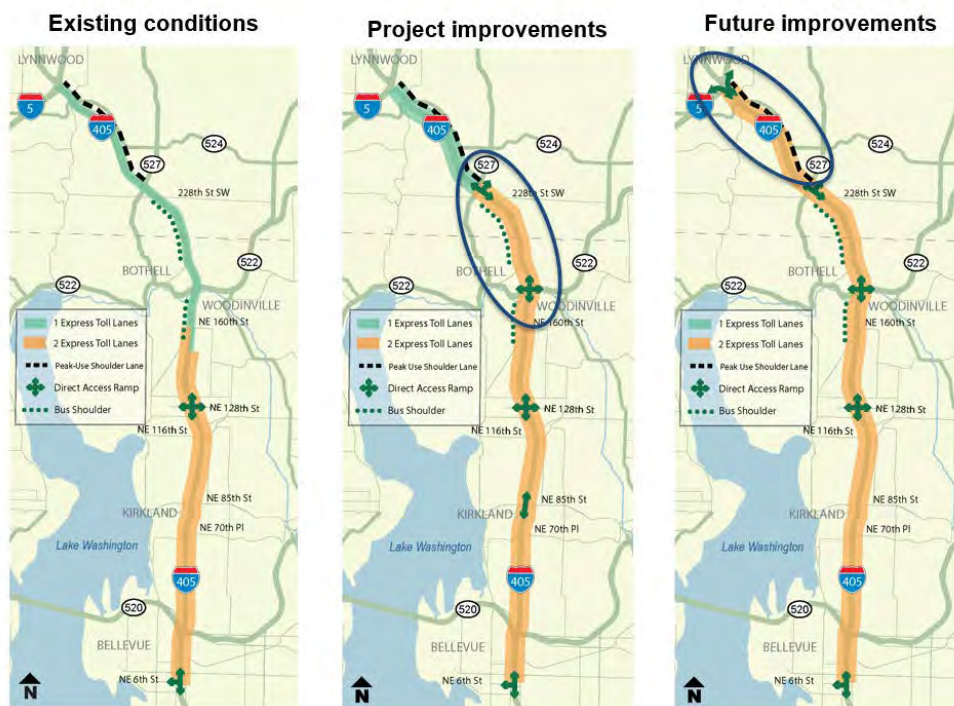 Existing conditions
LYNNWOOD
5
405
524
527
228th St SW
BOTHELL
522
522
WOODINVILLE
NE 160th St
1 Express Toll Lanes
2 Express Toll Lanes
Peak-Use Shoulder Lane
Direct Access Ramp
Bus Shoulder
NE 128th St
NE 116th St
NE 85th St
KIRKLAND
NE 70th Pl
Lake Washington
405
520
BELLEVUE
NE 6th St
N
Project improvements
LYNNWOOD
5
405
524
527
228th St SW
BOTHELL
522
522
WOODINVILLE
NE 160th St
1 Express Toll Lanes
2 Express Toll Lanes
Peak-Use Shoulder Lane
Direct Access Ramp
Bus Shoulder
NE 128th St
NE 116th St
NE 85th St
KIRKLAND
NE 70th Pl
Lake Washington
405
520
BELLEVUE
NE 6th St
N
Future improvements
LYNNWOOD
5
405
524
527
228th St SW
BOTHELL
522
522
WOODINVILLE
NE 160th St
1 Express Toll Lanes
2 Express Toll Lanes
Peak-Use Shoulder Lane
Direct Access Ramp
Bus Shoulder
NE 128th St
NE 116th St
NE 85th St
KIRKLAND
NE 70th Pl
Lake Washington
405
520
BELLEVUE
NE 6th St
N